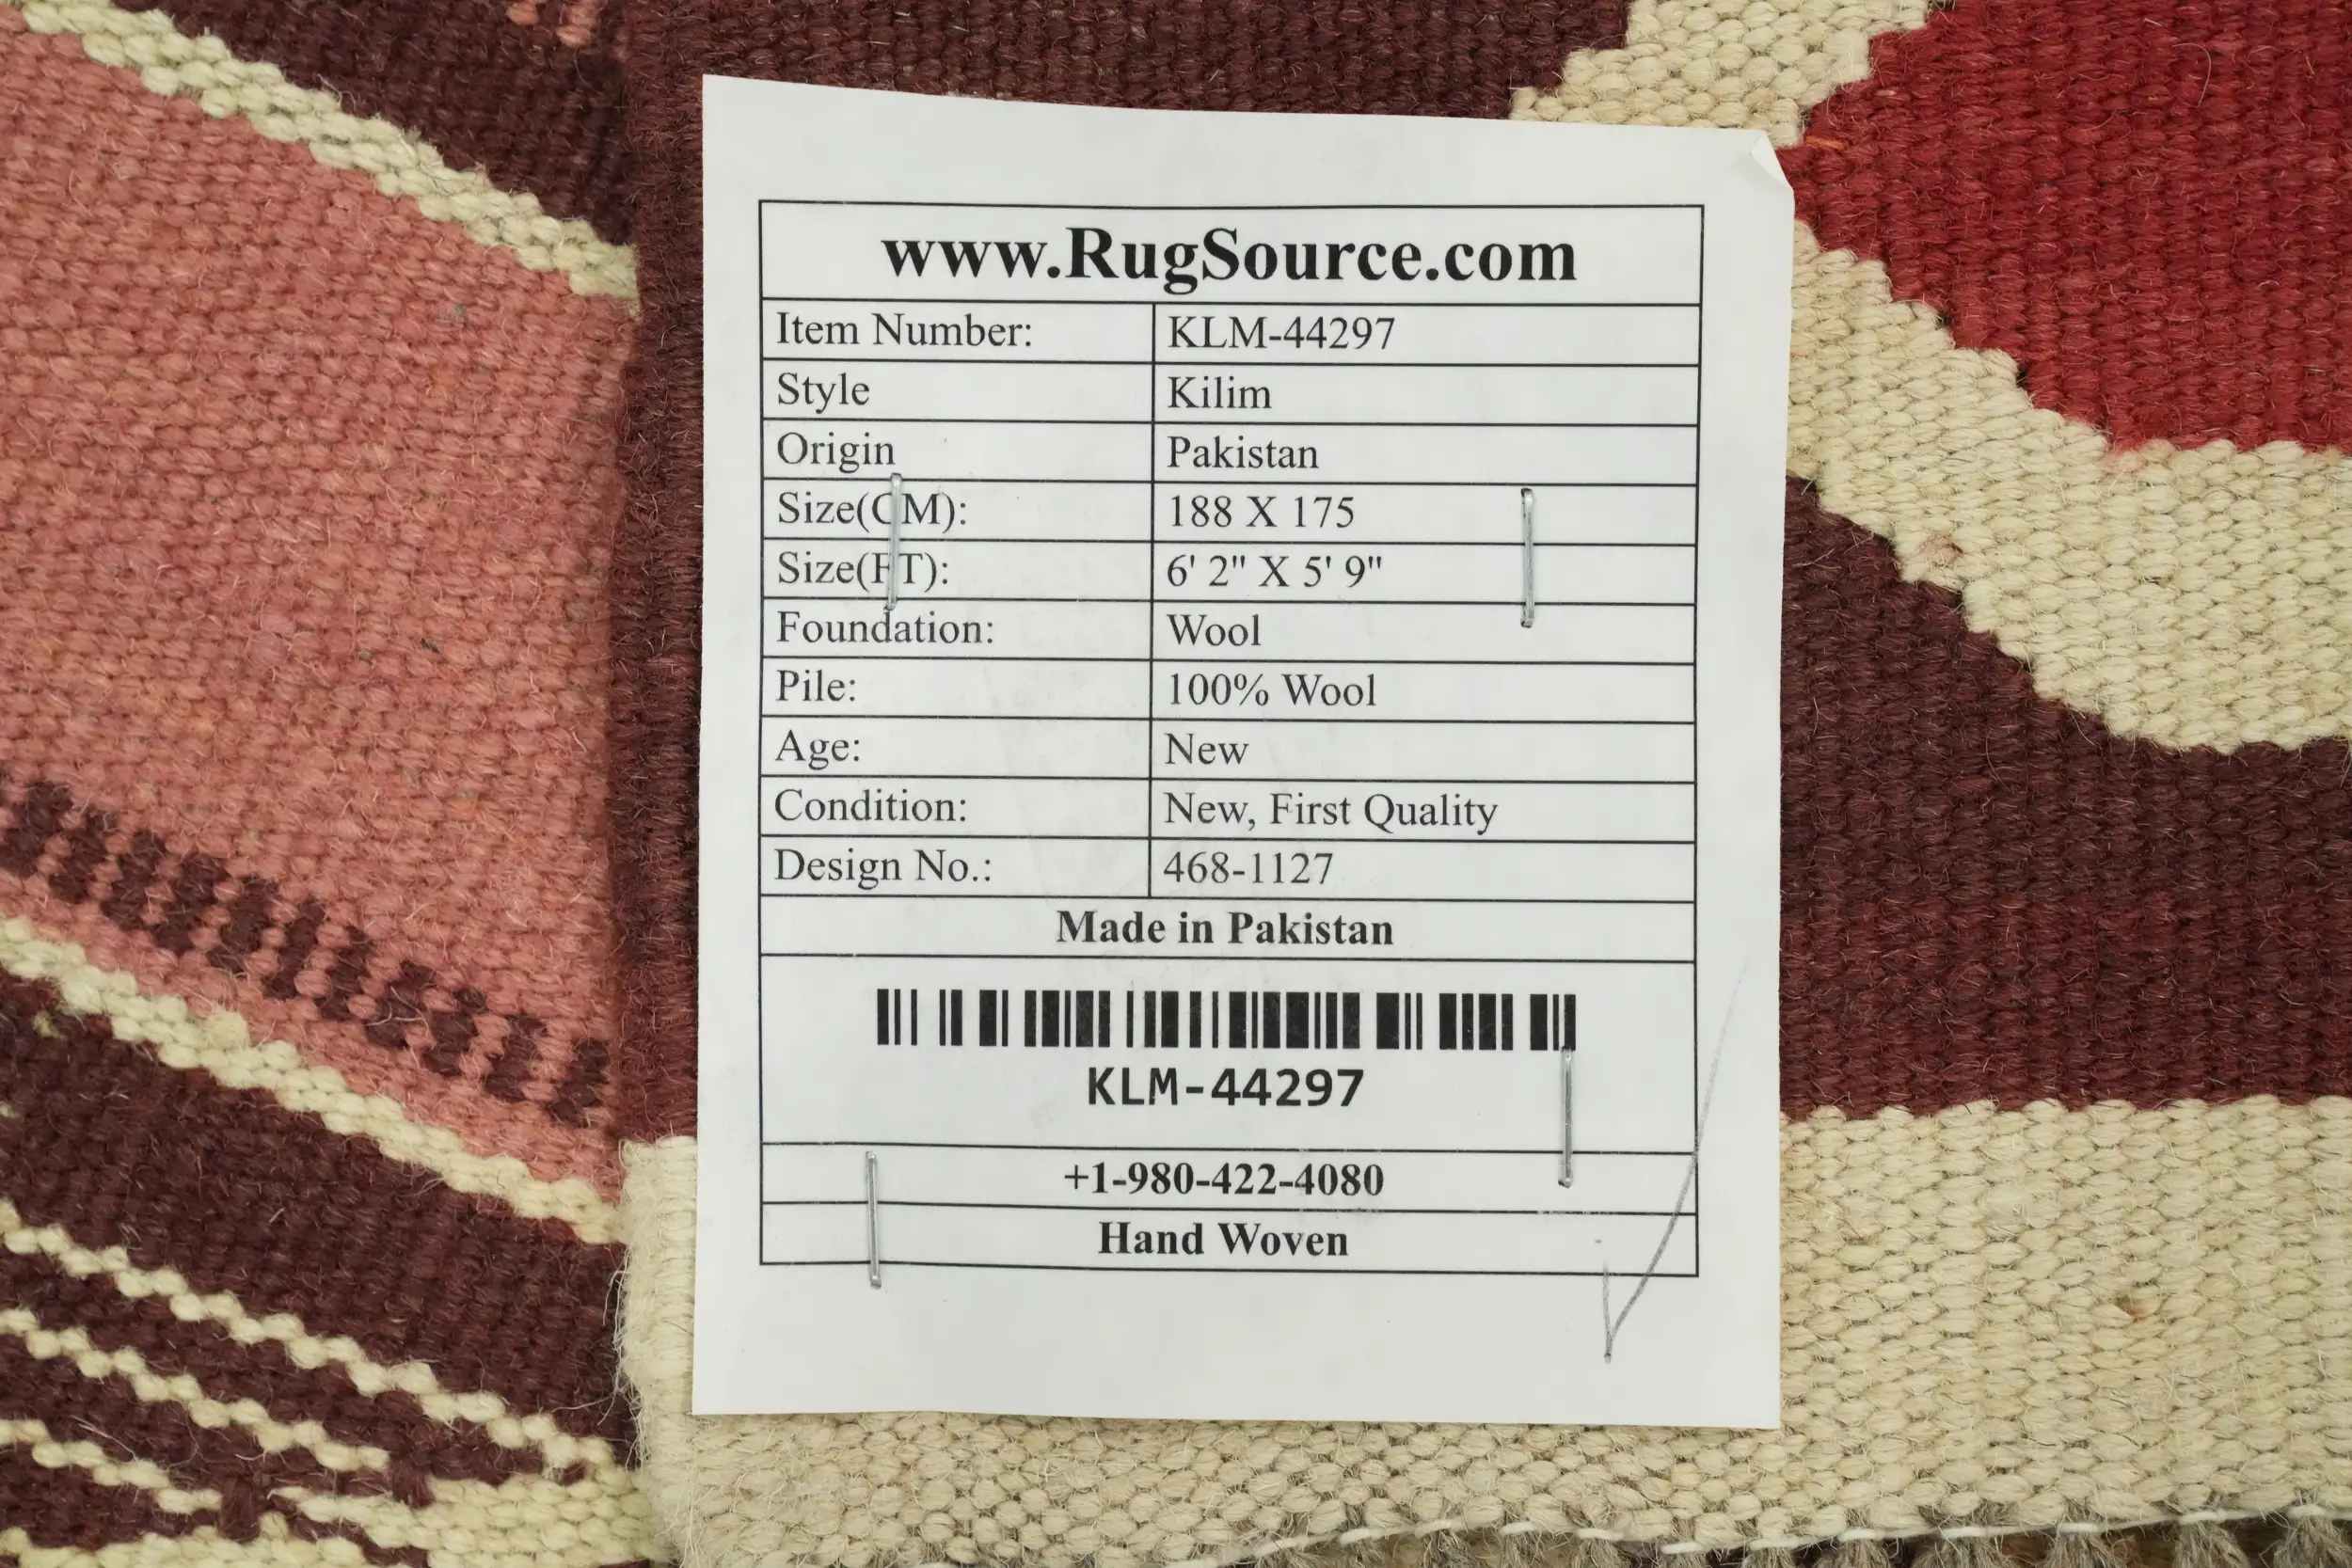 www.RugSource.com
Item Number: KLM-44297
Style Kilim
Origin Pakistan
Size(CM): 188 X 175
Size(FT): 6' 2" X 5' 9"
Foundation: Wool
Pile: 100% Wool
Age: New
Condition: New, First Quality
Design No.: 468-1127
Made in Pakistan
KLM-44297
+1-980-422-4080
Hand Woven